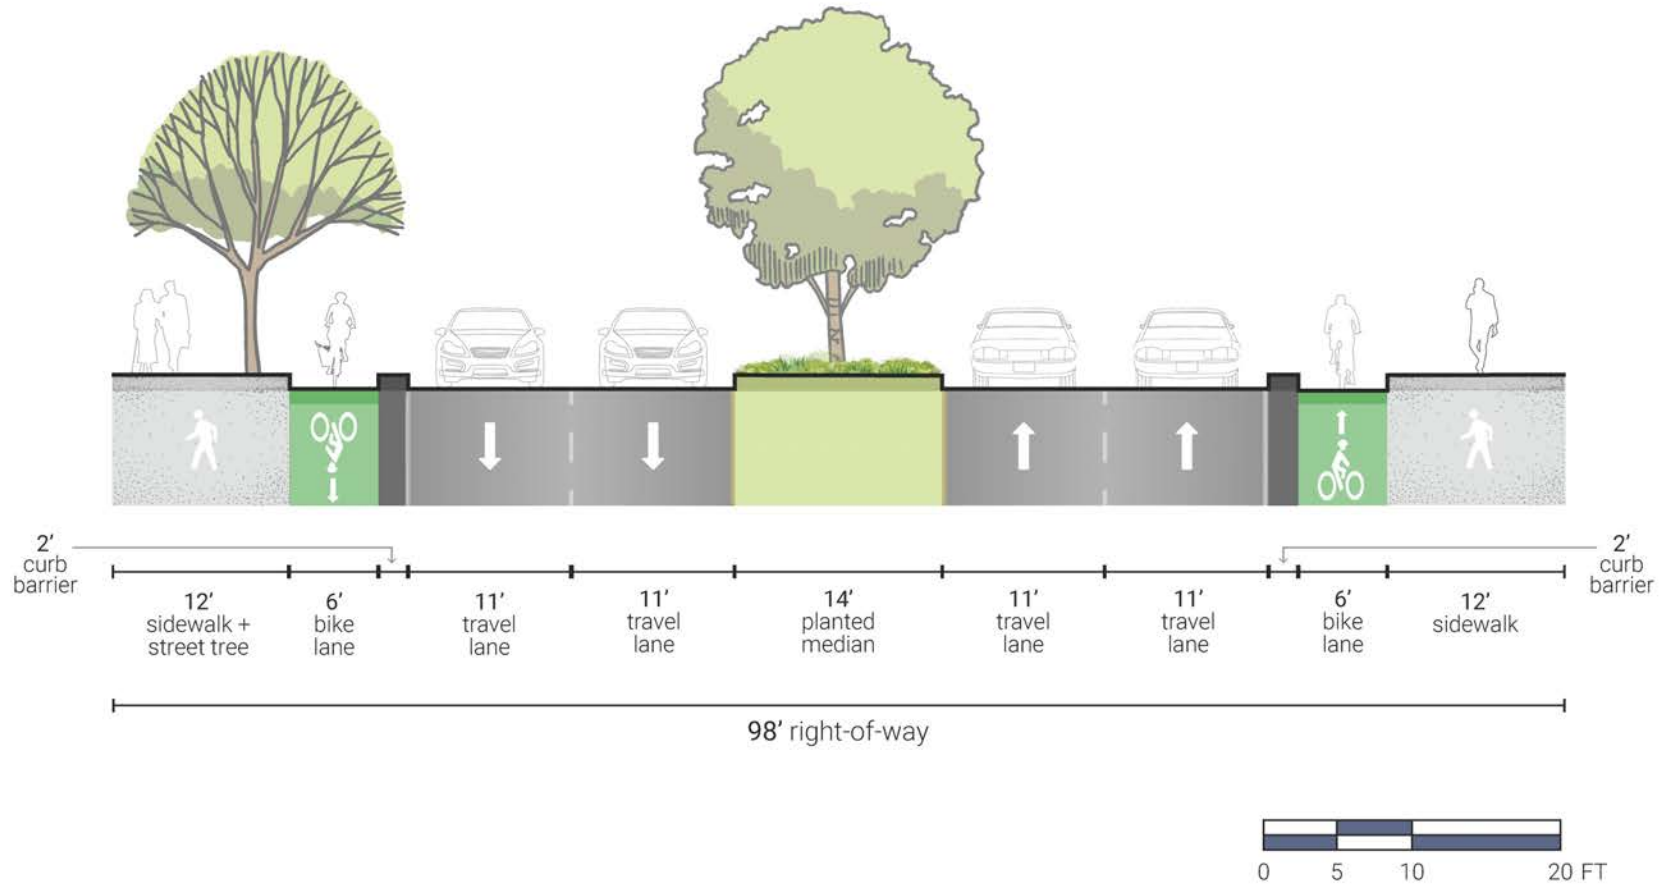 2'
curb
barrier
12'
sidewalk +
street tree
6'
bike
lane
11'
travel
lane
11'
travel
lane
14'
planted
median
11'
travel
lane
11'
travel
lane
6'
bike
lane
12'
sidewalk
2'
curb
barrier
98' right-of-way
0 5 10 20 FT